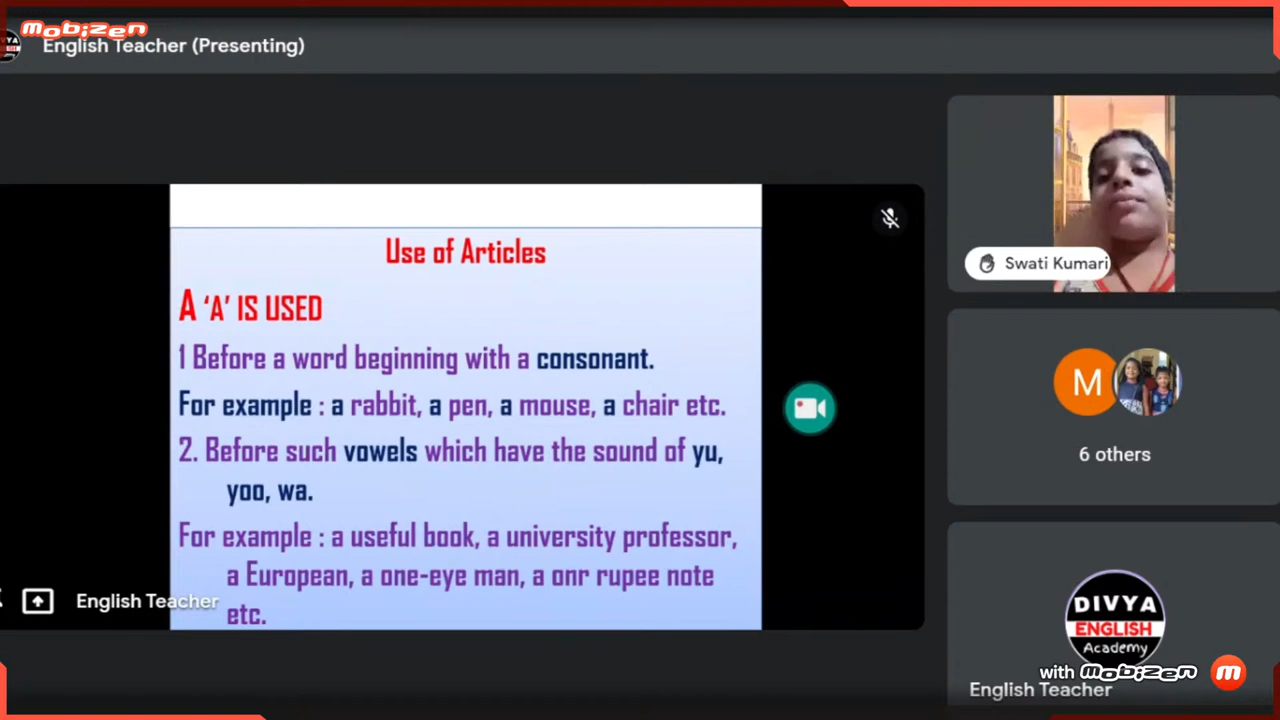 Mobizen
English Teacher (Presenting)
Use of Articles
A 'A' IS USED
1 Before a word beginning with a consonant.
For example : a rabbit, a pen, a mouse, a chair etc.
2. Before such vowels which have the sound of yu,
yoo, wa.
For example : a useful book, a university professor,
a European, a one-eye man, a onr rupee note
etc.
English Teacher
Swati Kumari
M
6 others
DIVYA
ENGLISH
Academy
with Mobizen m
English Teacher